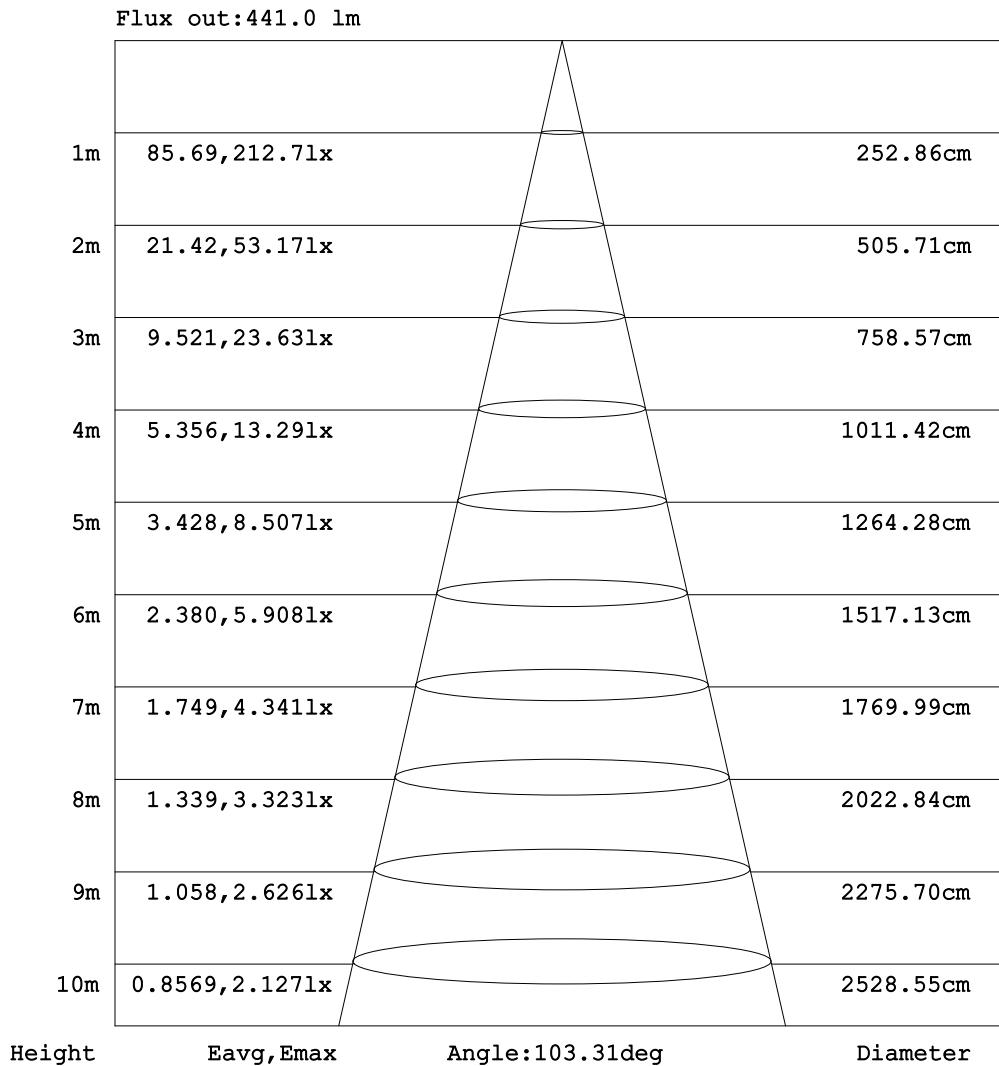 Flux out:441.0 lm
1m 85.69,212.7lx 252.86cm
2m 21.42,53.17lx 505.71cm
3m 9.521,23.63lx 758.57cm
4m 5.356,13.29lx 1011.42cm
5m 3.428,8.507lx 1264.28cm
6m 2.380,5.908lx 1517.13cm
7m 1.749,4.341lx 1769.99cm
8m 1.339,3.323lx 2022.84cm
9m 1.058,2.626lx 2275.70cm
10m 0.8569,2.127lx 2528.55cm
Height Eavg,Emax Angle:103.31deg Diameter